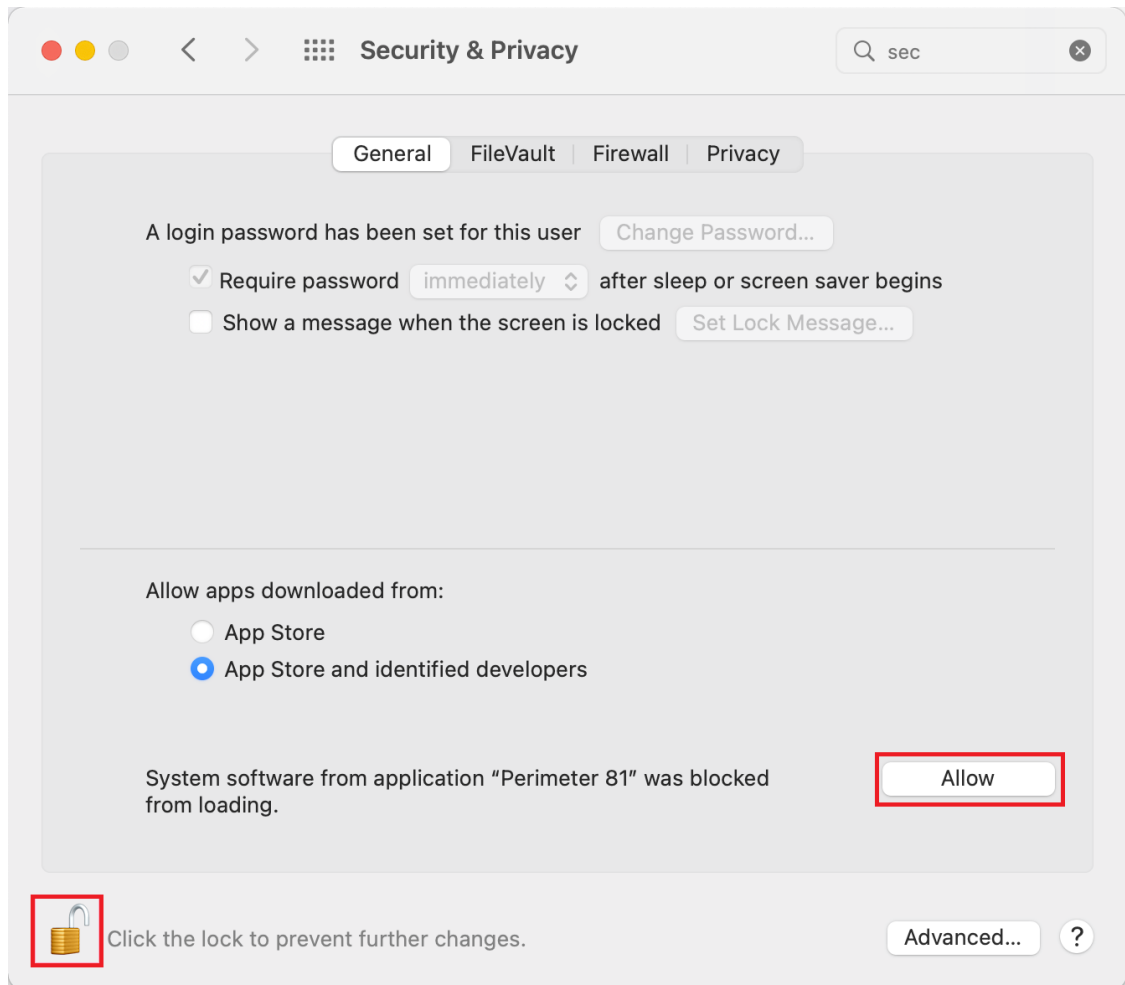 Security & Privacy
sec
General FileVault Firewall Privacy
A login password has been set for this user Change Password...
Require password immediately after sleep or screen saver begins
Show a message when the screen is locked Set Lock Message...
Allow apps downloaded from:
App Store
App Store and identified developers
System software from application “Perimeter 81” was blocked
from loading.
Allow
Click the lock to prevent further changes.
Advanced... ?